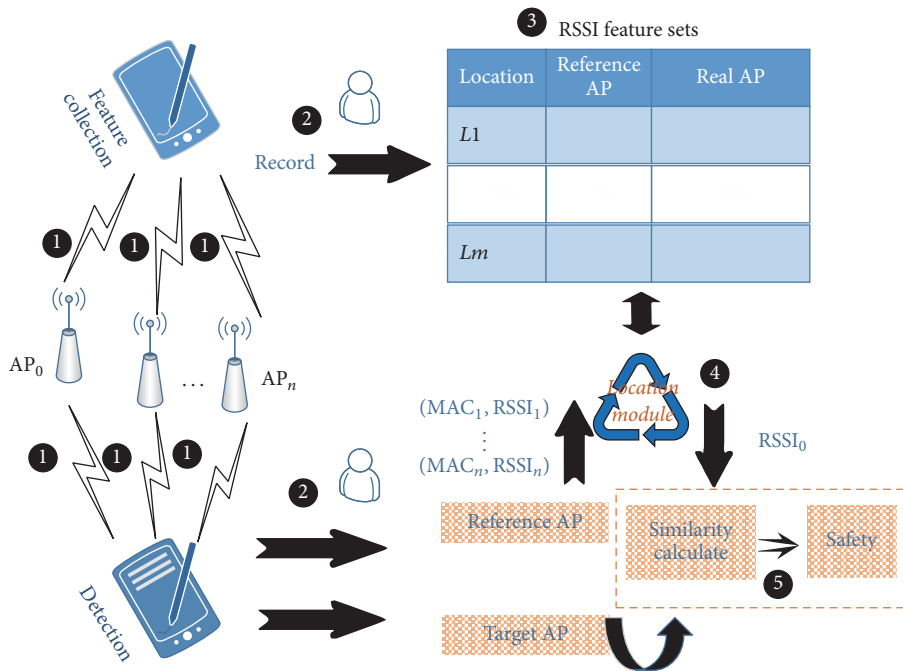 3 RSSI feature sets
Location
Reference
AP
Real AP
L1
Lm
Feature
collection
2
Record
1
1
1
AP0
...
APn
1
1
1
2
Detection
(MAC1, RSSI1)
⋮
(MACn, RSSIn)
Location
module
4
RSSI0
Reference AP
Similarity
calculate
Safety
5
Target AP